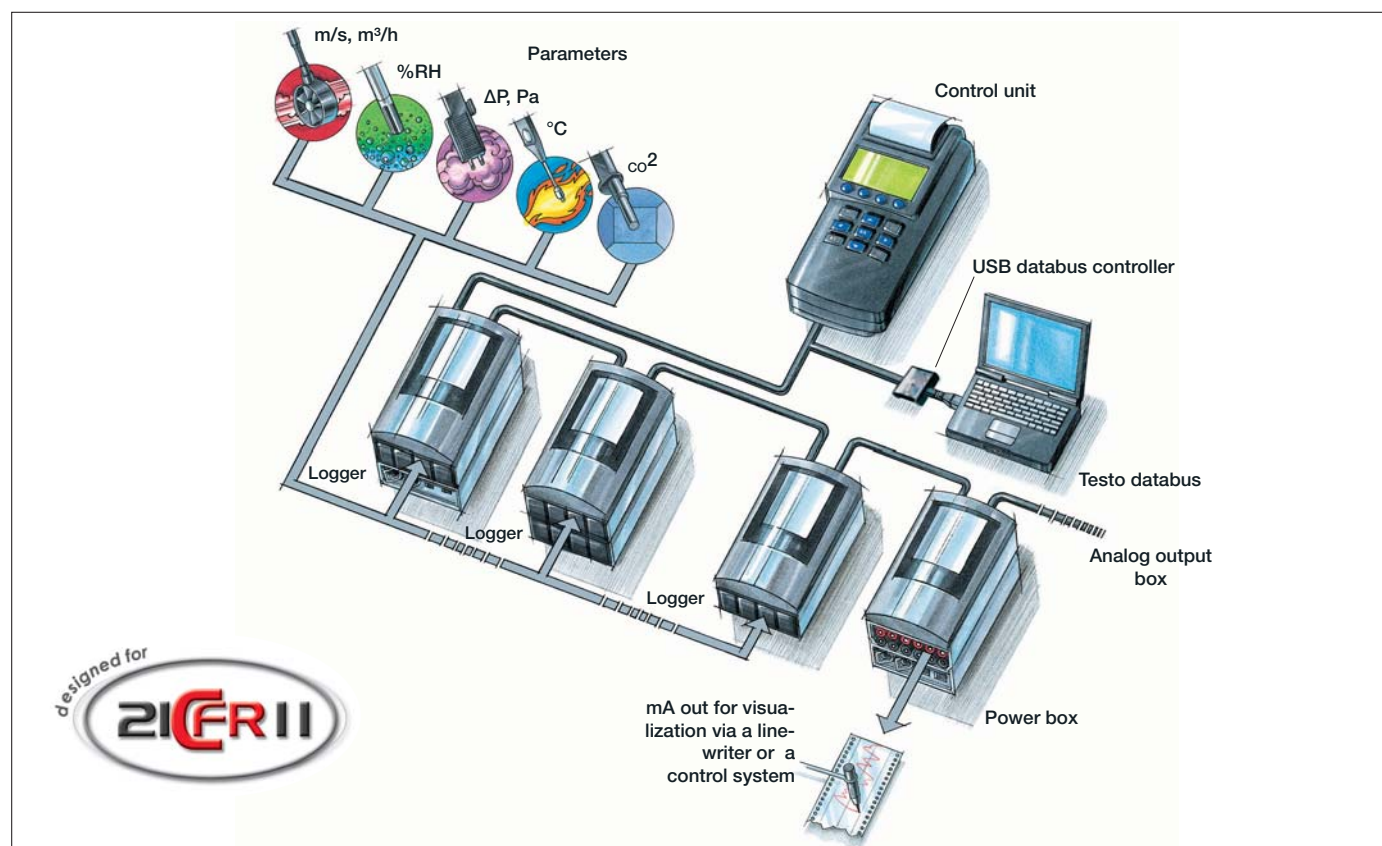 m/s, m³/h
Parameters
%RH
ΔP, Pa
°C
CO²
Control unit
USB databus controller
Testo databus
Logger
Logger
Logger
Analog output
box
Power box
mA out for visua-
lization via a line-
writer or a
control system
designed for
21CFR11